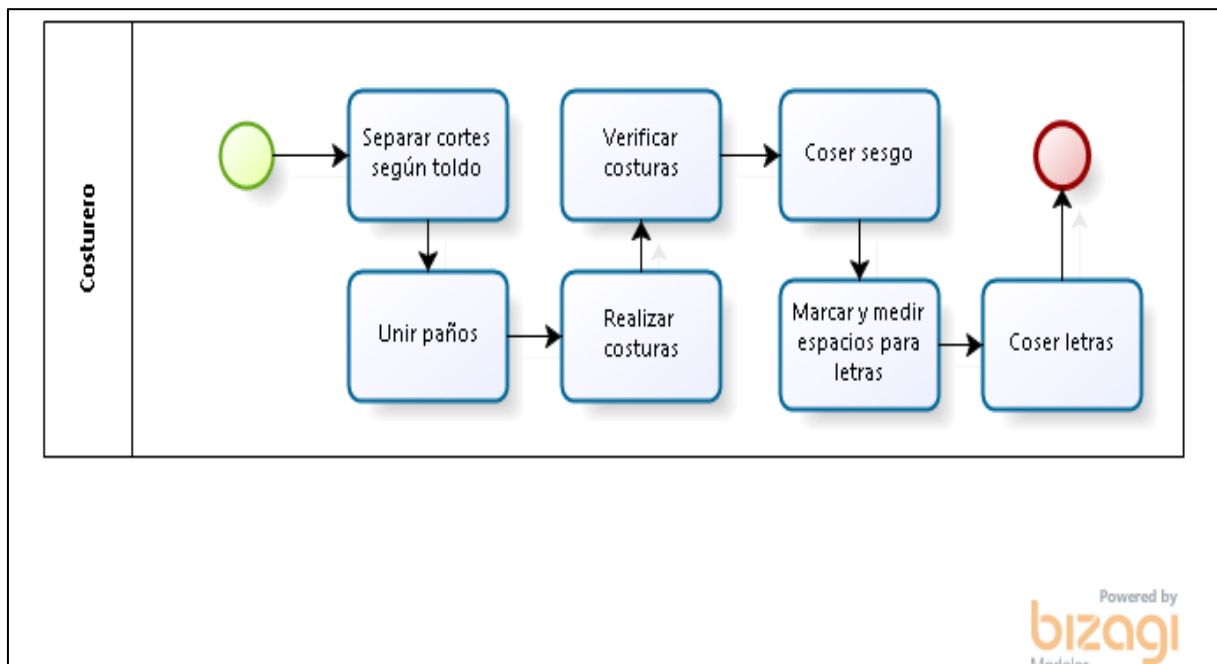 Costurero
Separar cortes
según toldo
Unir paños
Realizar
costuras
Verificar
costuras
Coser sesgo
Marcar y medir
espacios para
letras
Coser letras
Powered by
bizagi
Modeler